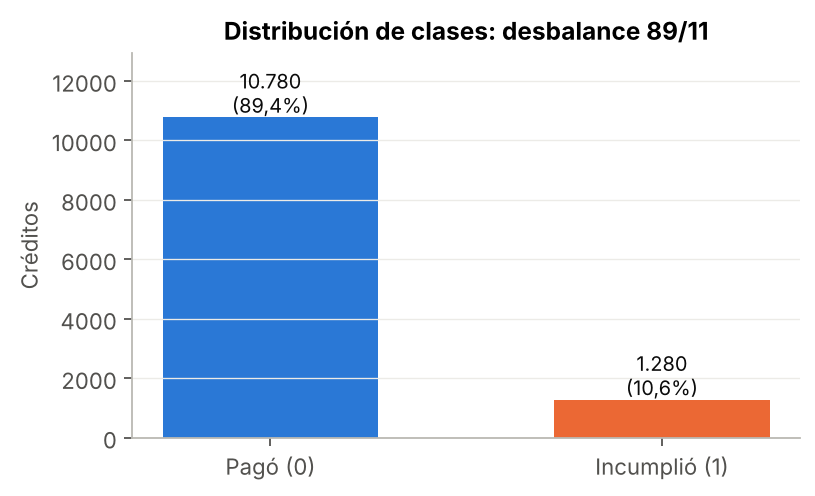 Distribución de clases: desbalance 89/11
Créditos
12000
10000
8000
6000
4000
2000
0
10.780
(89,4%)
1.280
(10,6%)
Pagó (0)
Incumplió (1)